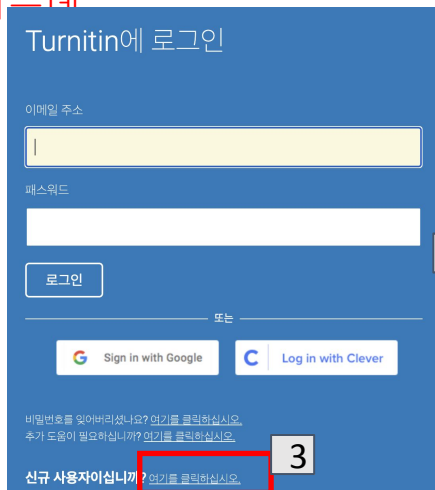 Turnitin에 로그인
이메일 주소
패스워드
로그인
또는
G Sign in with Google
C Log in with Clever
비밀번호를 잊어버리셨나요? 여기를 클릭하십시오.
추가 도움이 필요하십니까? 여기를 클릭하십시오.
3
신규 사용자이십니까? 여기를 클릭하십시오.